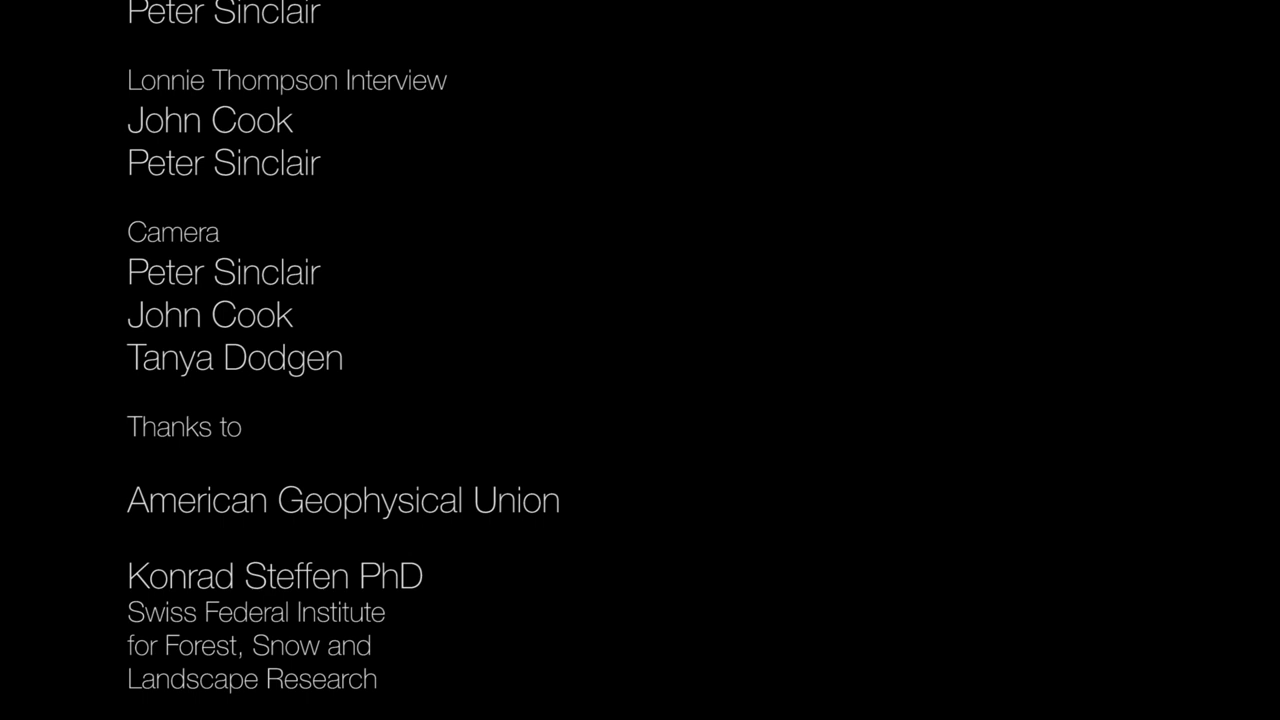 Peter Sinclair
Lonnie Thompson Interview
John Cook
Peter Sinclair
Camera
Peter Sinclair
John Cook
Tanya Dodgen
Thanks to
American Geophysical Union
Konrad Steffen PhD
Swiss Federal Institute
for Forest, Snow and
Landscape Research